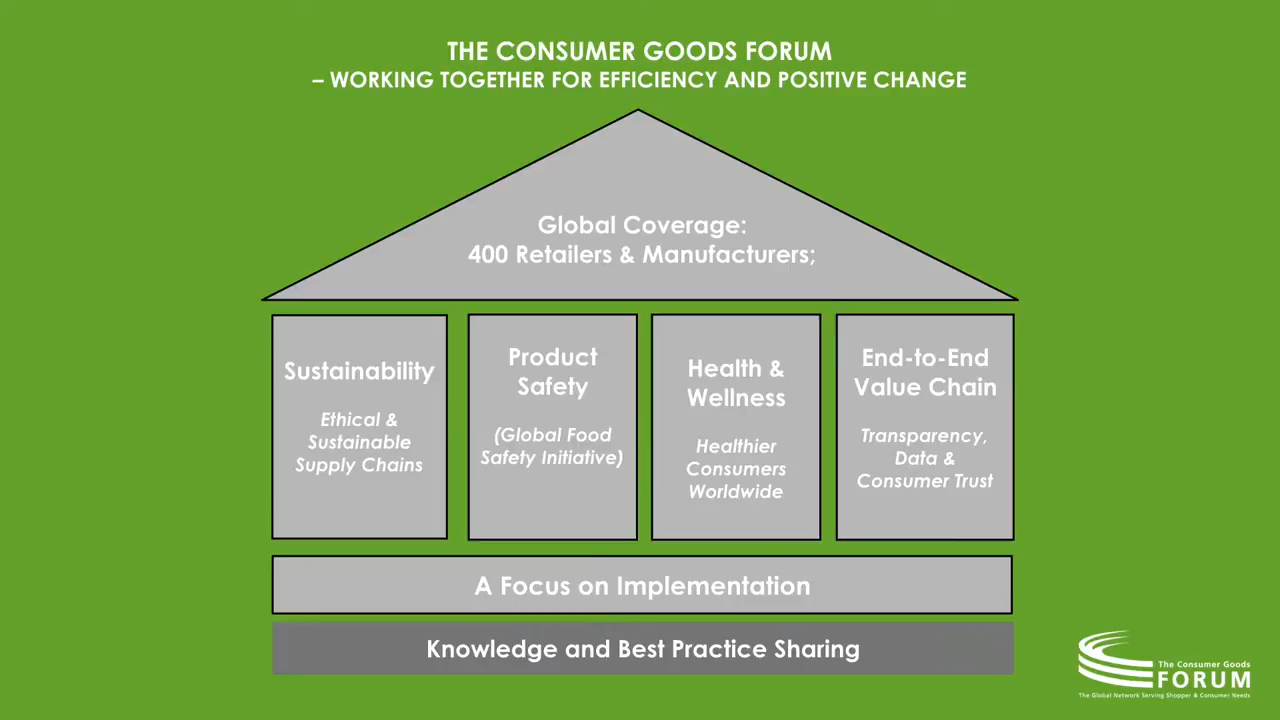 THE CONSUMER GOODS FORUM
– WORKING TOGETHER FOR EFFICIENCY AND POSITIVE CHANGE
Global Coverage:
400 Retailers & Manufacturers;
Sustainability
Ethical &
Sustainable
Supply Chains
Product
Safety
(Global Food
Safety Initiative)
Health &
Wellness
Healthier
Consumers
Worldwide
End-to-End
Value Chain
Transparency,
Data &
Consumer Trust
A Focus on Implementation
Knowledge and Best Practice Sharing
The Consumer Goods
FORUM
The Global Network Serving Shopper & Consumer Needs